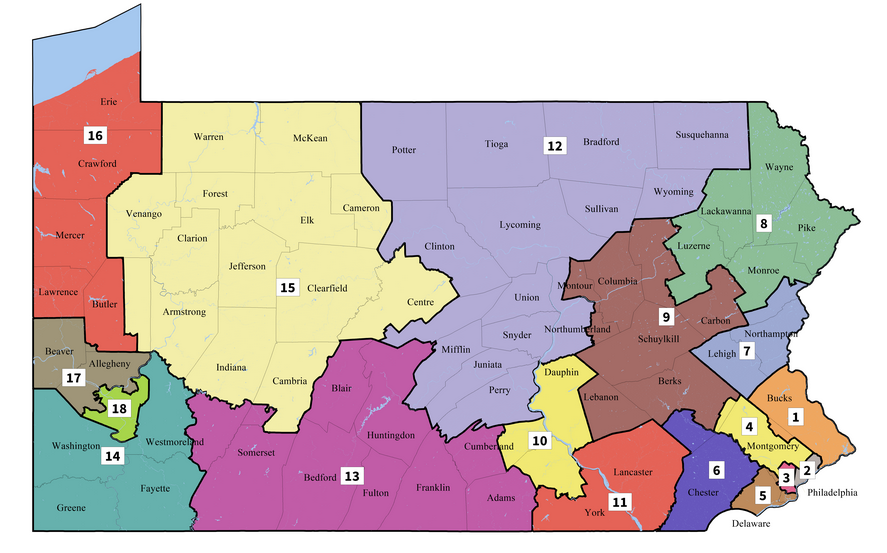 Erie
16
Crawford
Warren
McKean
Potter
Tioga
12
Bradford
Susquehanna
Wayne
Forest
Venango
Cameron
Elk
Clarion
Mercer
Wyoming
Sullivan
Lackawanna
8
Pike
Lycoming
Clinton
Luzerne
Monroe
Jefferson
15
Clearfield
Centre
Lawrence
Butler
Armstrong
Union
Montour
Columbia
Northumberland
9
Carbon
Schuylkill
Northampton
Lehigh
7
Snyder
Mifflin
Juniata
Perry
Beaver
Allegheny
17
18
Indiana
Cambria
Blair
Dauphin
Lebanon
Berks
Bucks
1
4
Montgomery
Washington
14
Westmoreland
Fayette
Greene
Somerset
Huntingdon
Bedford
13
Fulton
Franklin
Adams
Cumberland
10
Lancaster
11
York
6
Chester
5
3
2
Philadelphia
Delaware